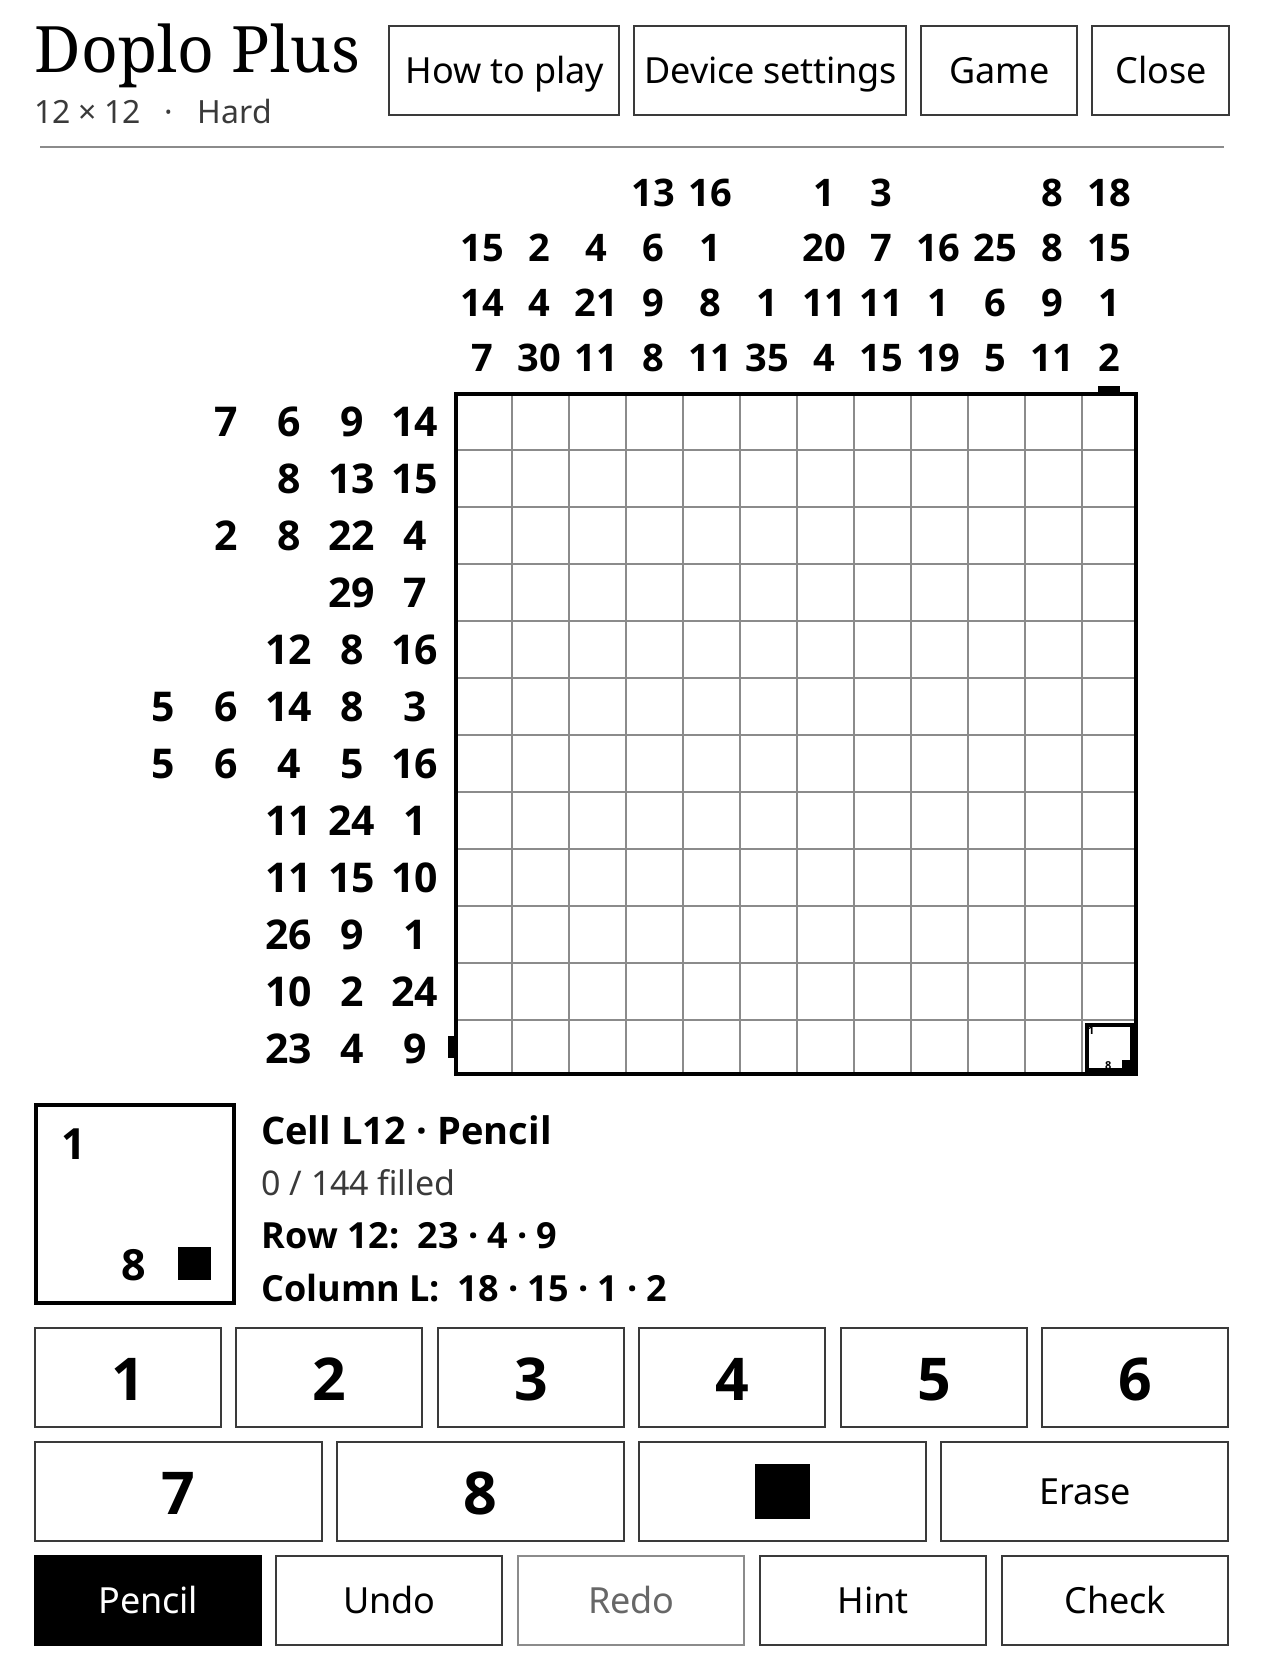 Doplo Plus
12 × 12 · Hard
How to play Device settings Game Close
13 16 1 3 8 18
15 2 4 6 1 20 7 16 25 8 15
14 4 21 9 8 1 11 11 1 6 9 1
7 30 11 8 11 35 4 15 19 5 11 2
7 6 9 14
8 13 15
2 8 22 4
29 7
12 8 16
5 6 14 8 3
5 6 4 5 16
11 24 1
11 15 10
26 9 1
10 2 24
23 4 9
1
8
1
8
Cell L12 · Pencil
0 / 144 filled
Row 12: 23 · 4 · 9
Column L: 18 · 15 · 1 · 2
1 2 3 4 5 6
7 8 Erase
Pencil Undo Redo Hint Check